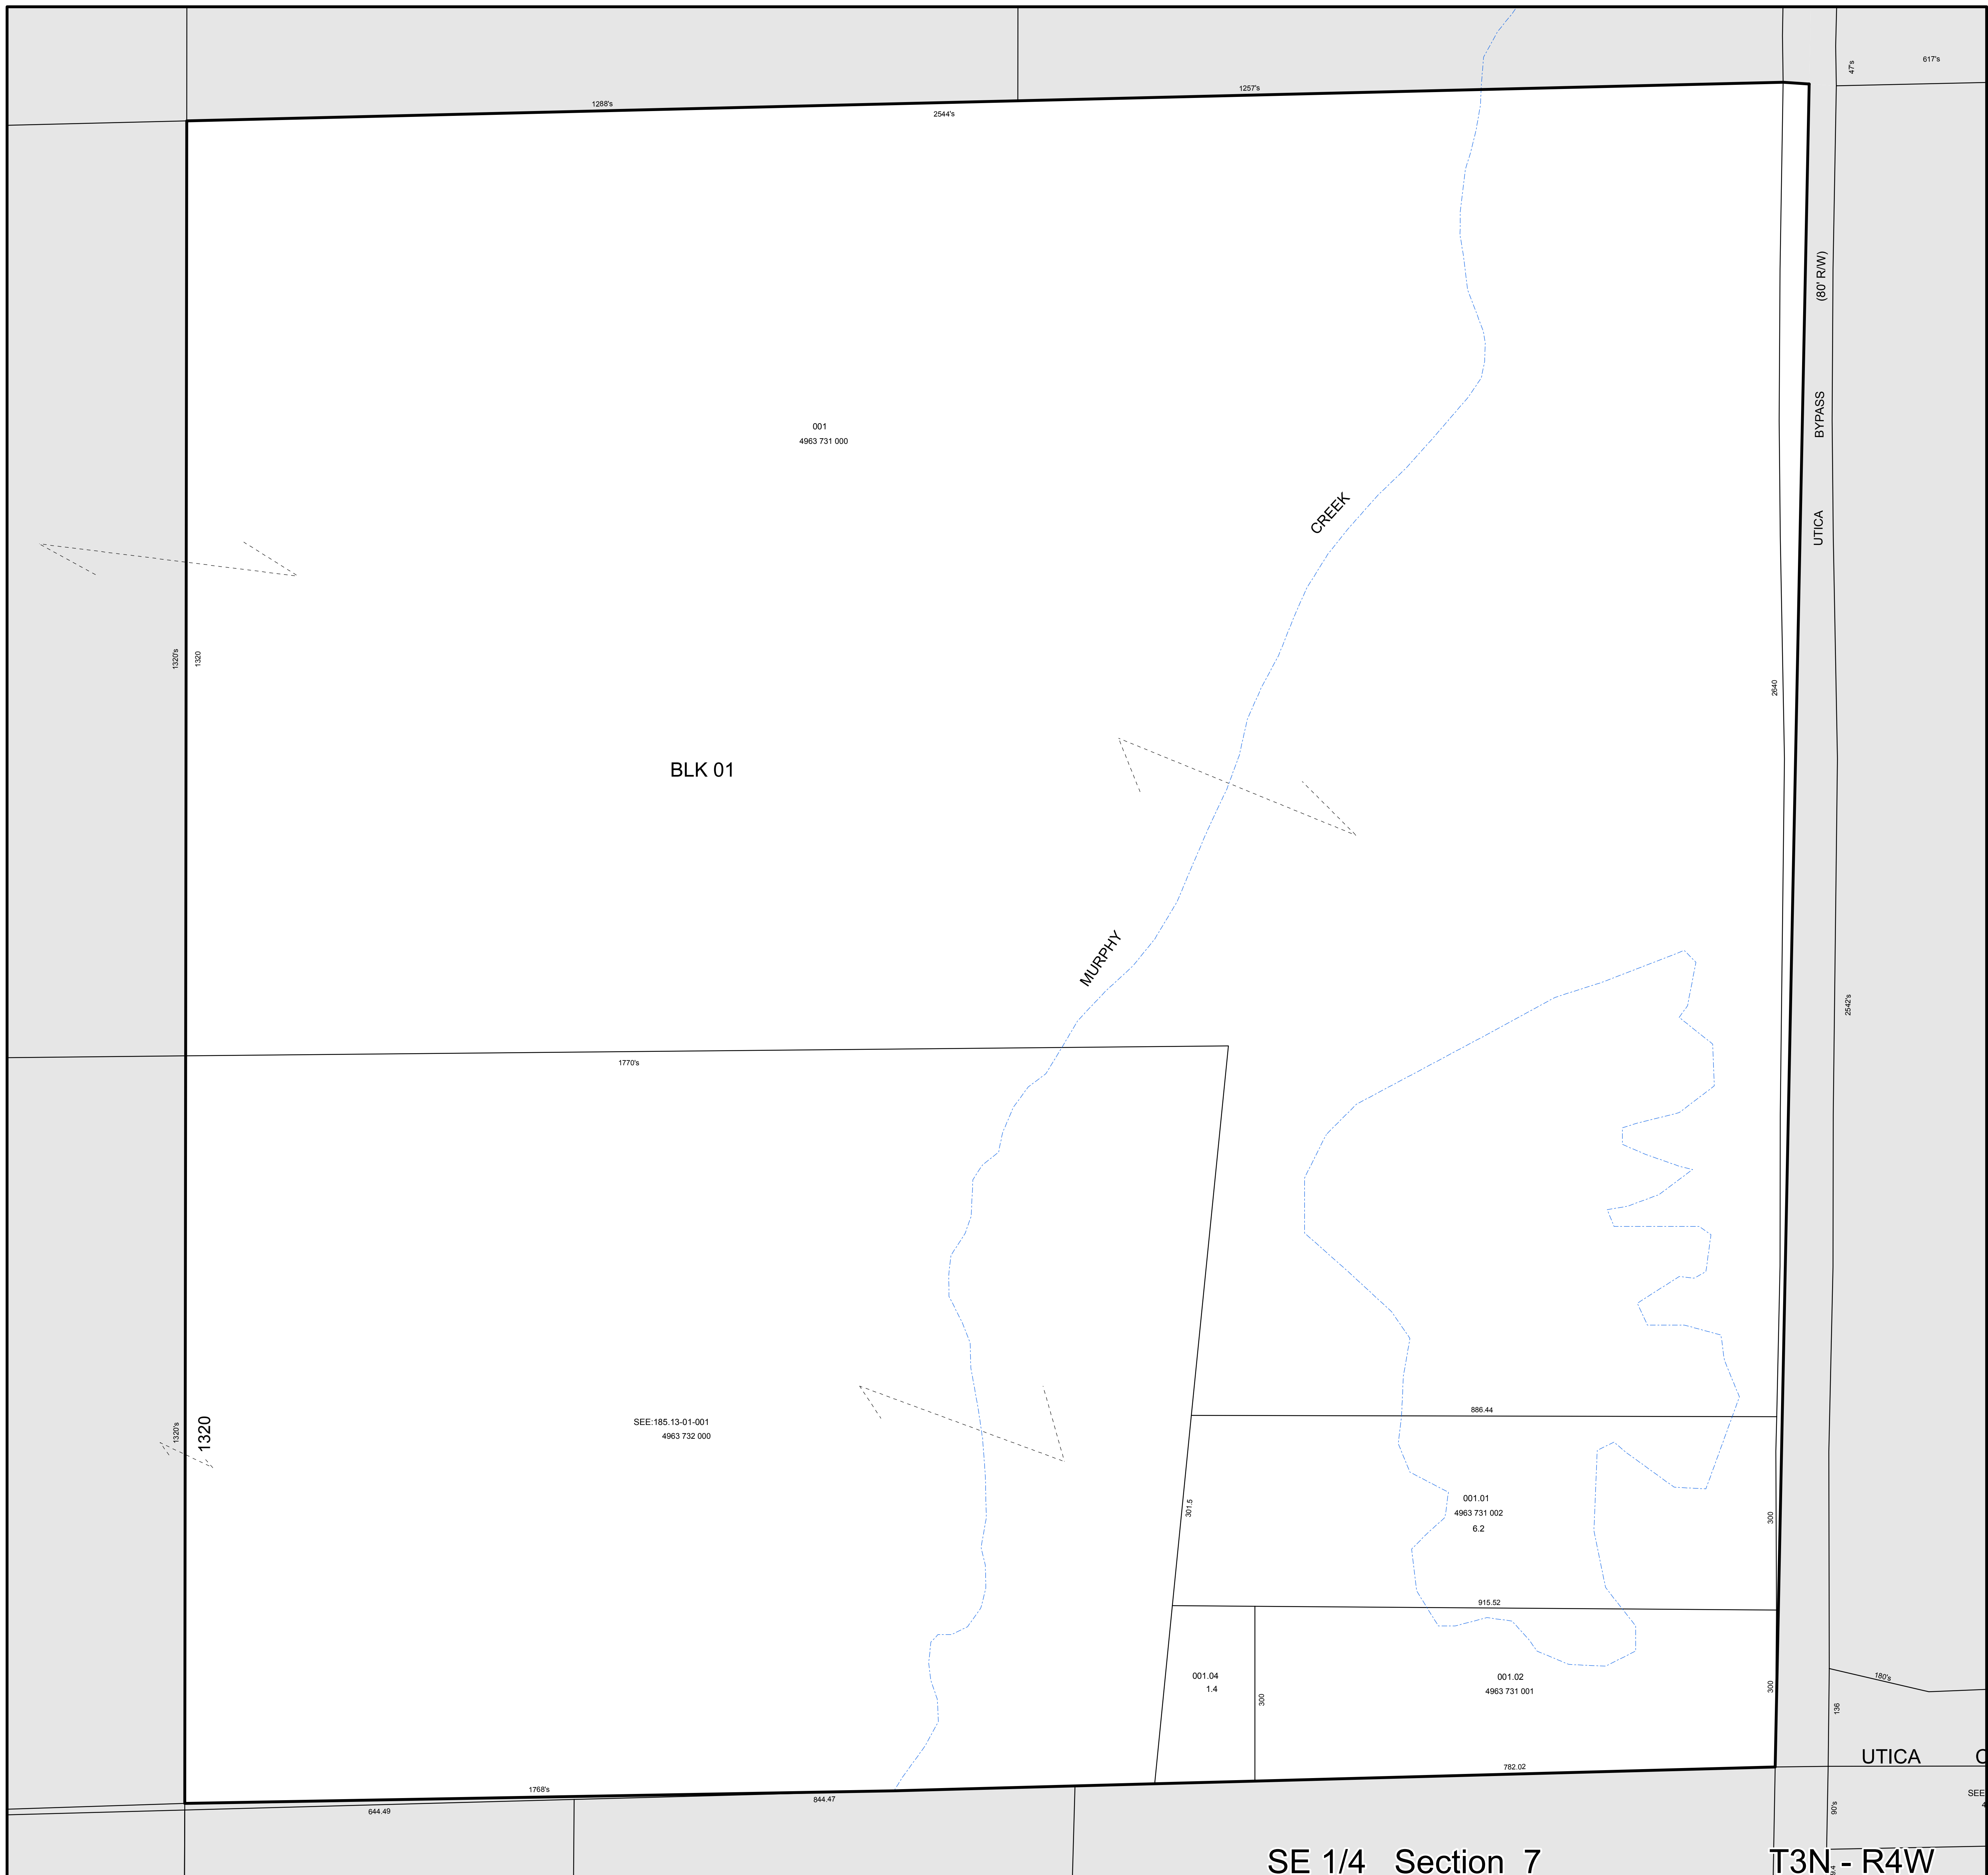 47's
617's
1288's
1257's
2544's
(80' R/W)
BYPASS
UTICA
001
4963 731 000
CREEK
1320's
1320
2640
BLK 01
MURPHY
2542's
1770's
1320's
1320
SEE:185.13-01-001
4963 732 000
886.44
301.5
001.01
4963 731 002
6.2
300
915.52
001.04
1.4
300
001.02
4963 731 001
300
180's
136
UTICA C
782.02
1768's
644.49
844.47
90's
SEE
4
SE 1/4 Section 7 T3N - R4W